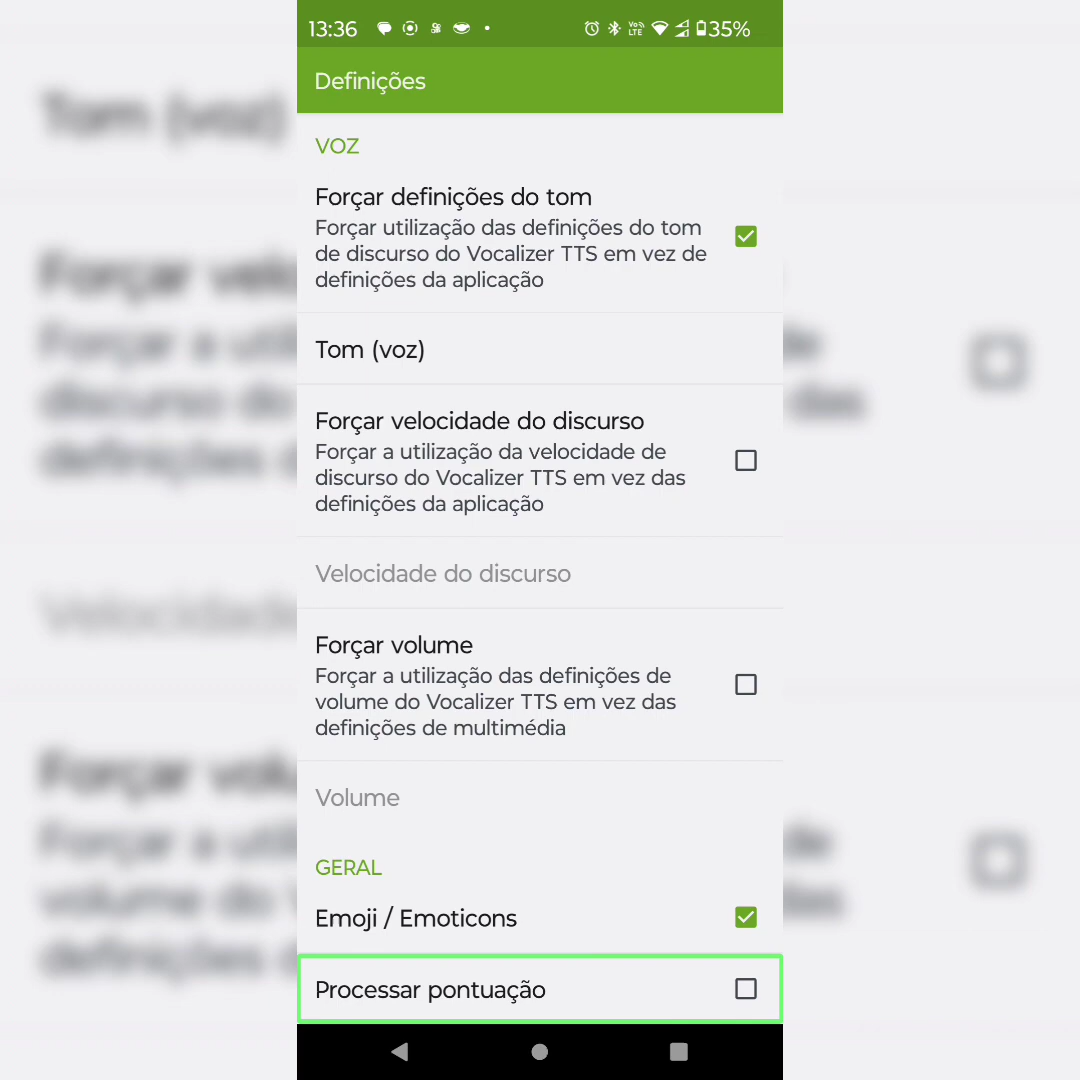 13:36 VoD LTE 35%
Definições
VOZ
Forçar definições do tom
Forçar utilização das definições do tom
de discurso do Vocalizer TTS em vez de
definições da aplicação
Tom (voz)
Forçar velocidade do discurso
Forçar a utilização da velocidade de
discurso do Vocalizer TTS em vez das
definições da aplicação
Velocidade do discurso
Forçar volume
Forçar a utilização das definições de
volume do Vocalizer TTS em vez das
definições de multimédia
Volume
GERAL
Emoji / Emoticons
Processar pontuação